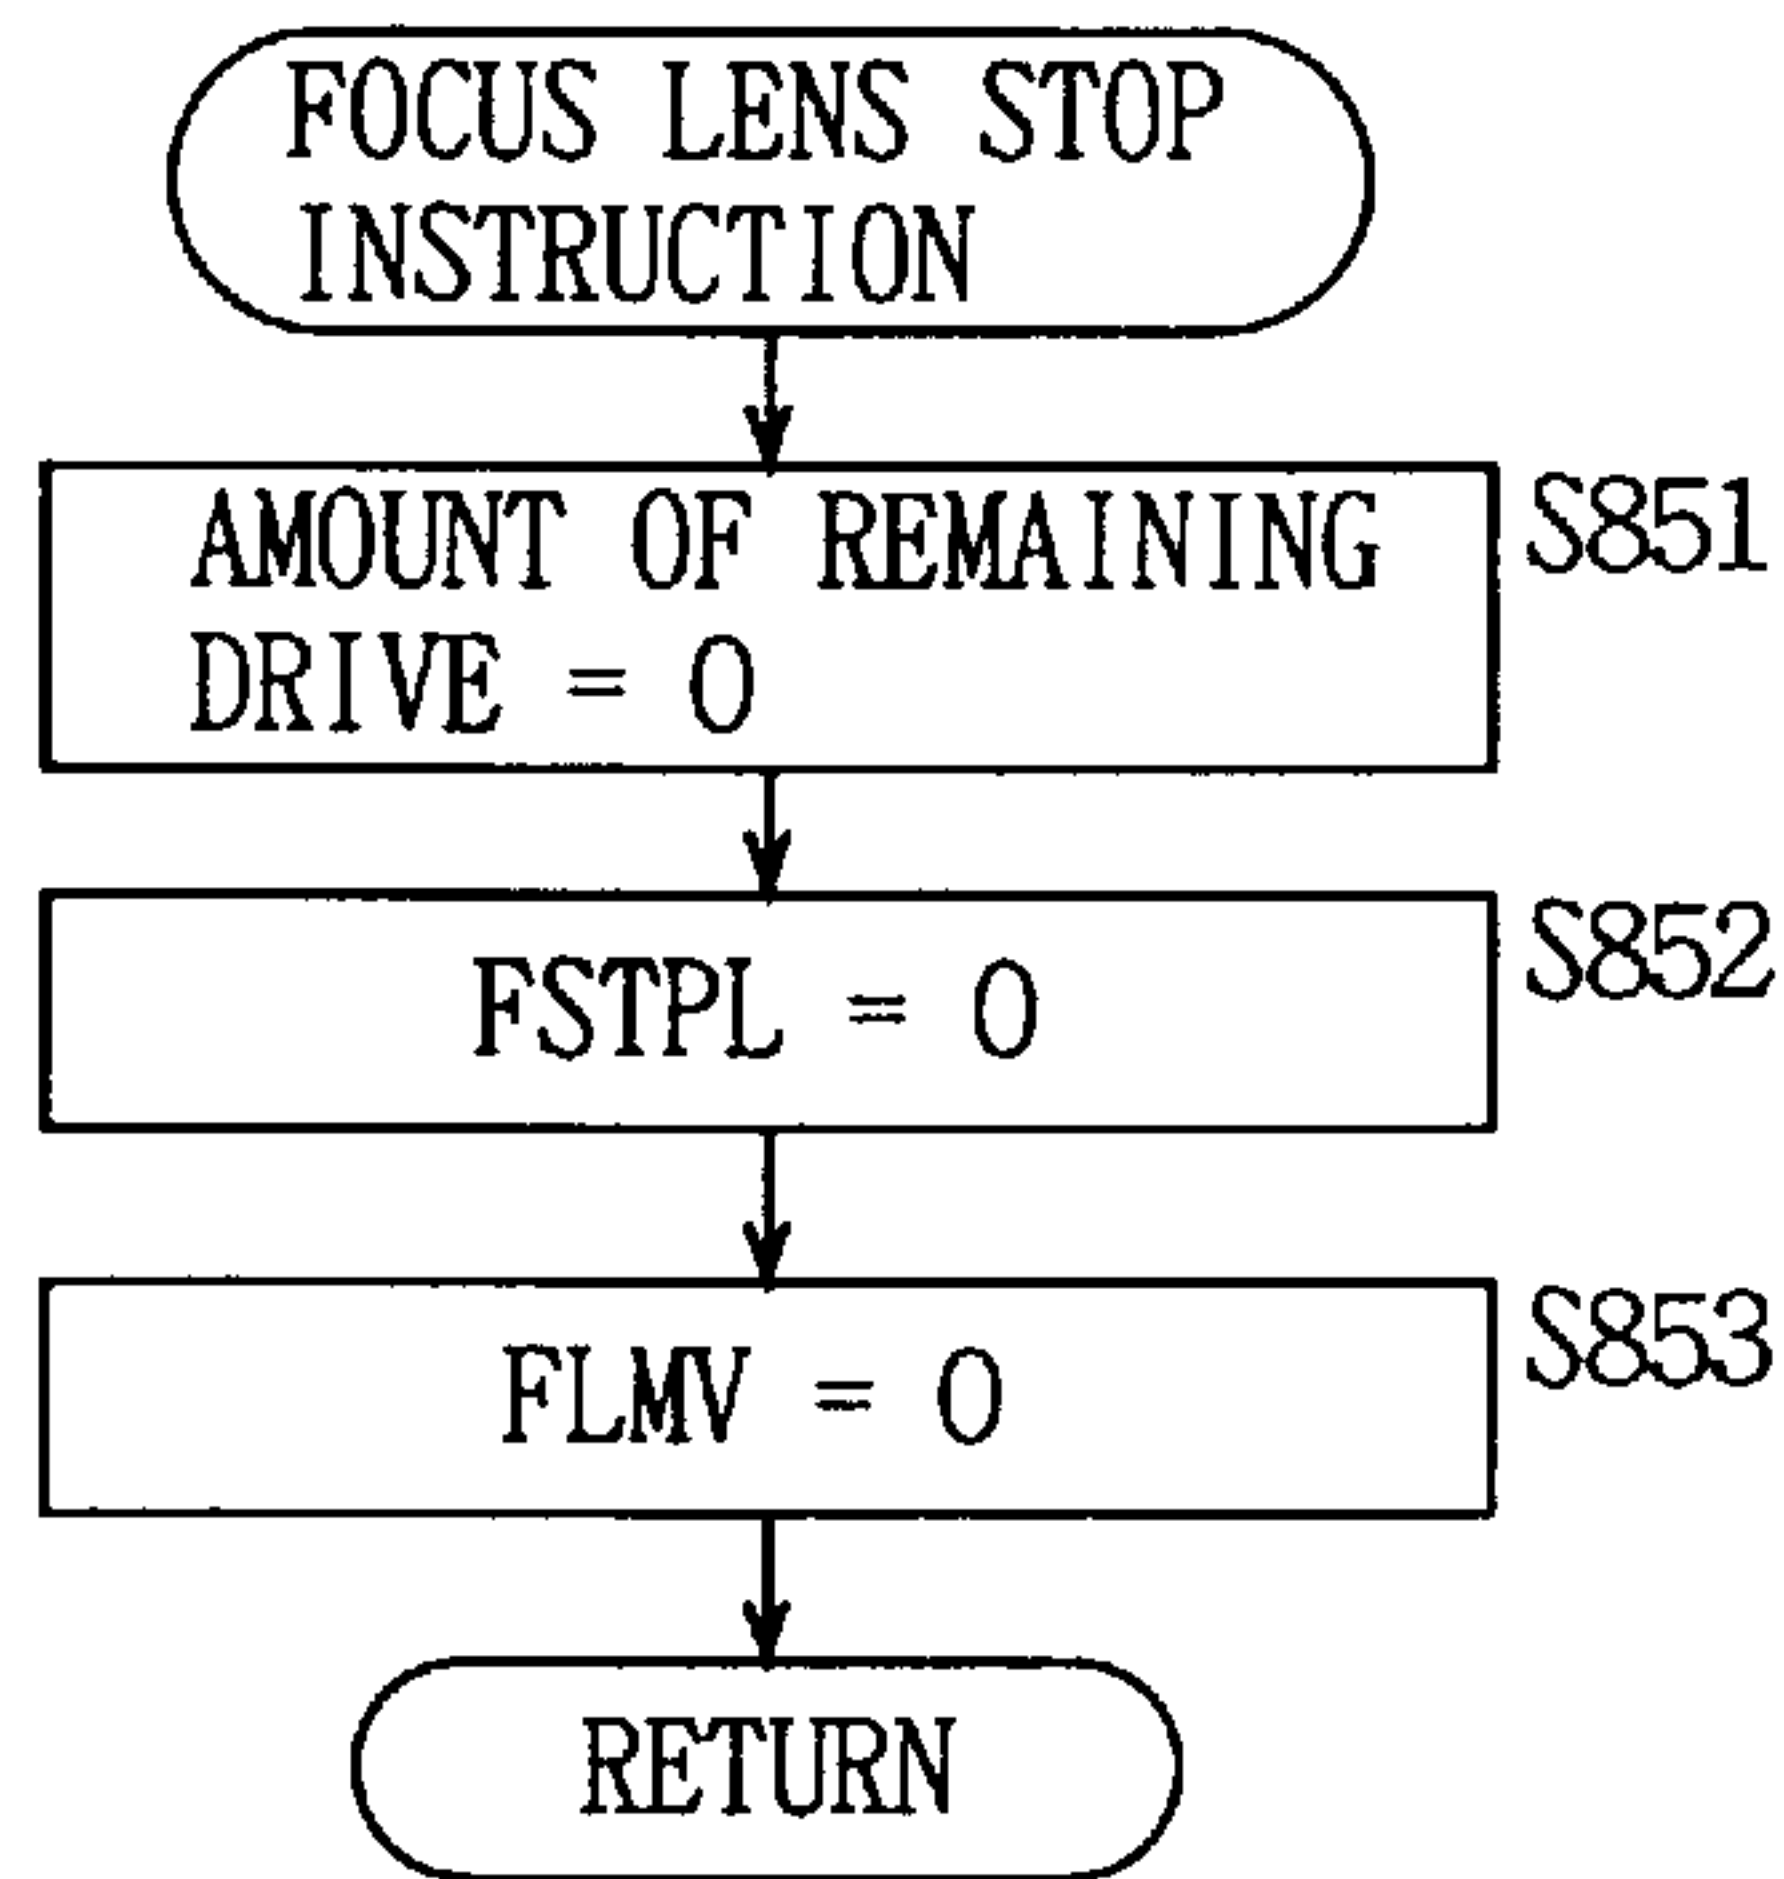 FOCUS LENS STOP
INSTRUCTION
AMOUNT OF REMAINING
DRIVE = 0
S851
FSTPL = 0
S852
FLMV = 0
S853
RETURN